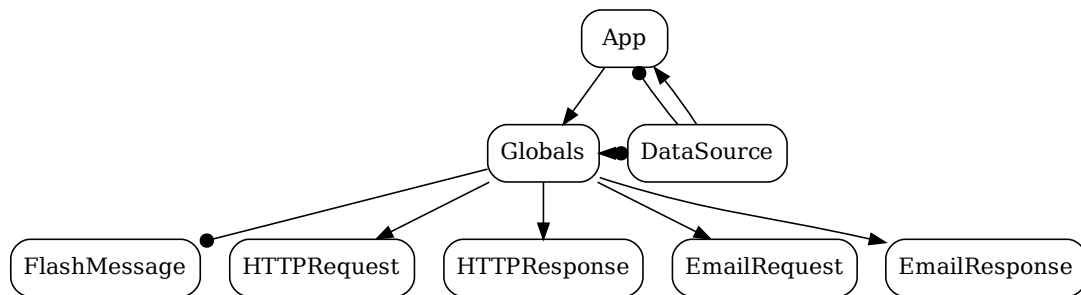 App
Globals
DataSource
FlashMessage
HTTPRequest
HTTPResponse
EmailRequest
EmailResponse